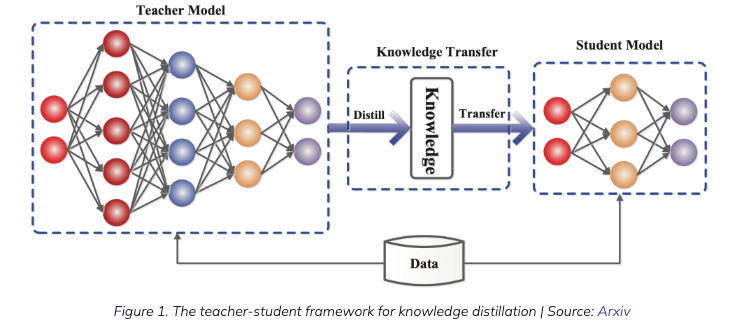 Teacher Model
Knowledge Transfer
Student Model
Distill
Knowledge
Transfer
Data
Figure 1. The teacher-student framework for knowledge distillation | Source: Arxiv